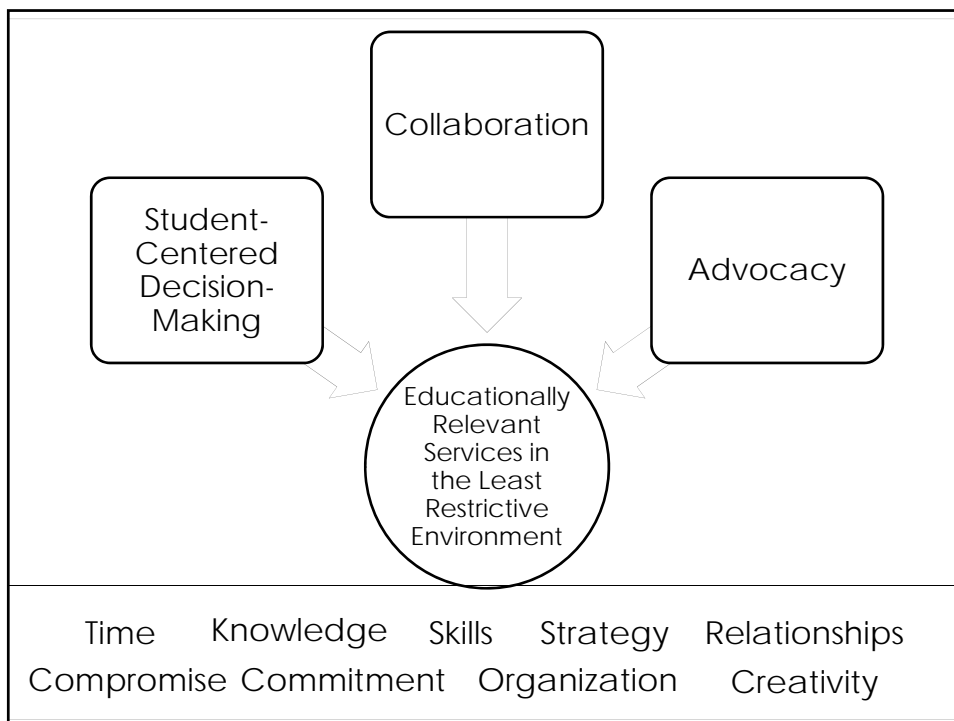 Collaboration
Student-
Centered
Decision-
Making
Advocacy
Educationally
Relevant
Services in
the Least
Restrictive
Environment
Time Knowledge Skills Strategy Relationships
Compromise Commitment Organization Creativity